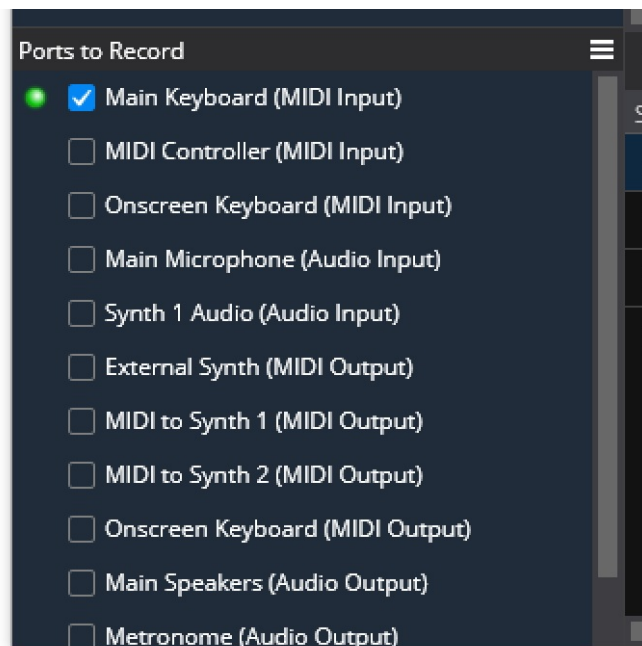 Ports to Record
Main Keyboard (MIDI Input)
MIDI Controller (MIDI Input)
Onscreen Keyboard (MIDI Input)
Main Microphone (Audio Input)
Synth 1 Audio (Audio Input)
External Synth (MIDI Output)
MIDI to Synth 1 (MIDI Output)
MIDI to Synth 2 (MIDI Output)
Onscreen Keyboard (MIDI Output)
Main Speakers (Audio Output)
Metronome (Audio Output)